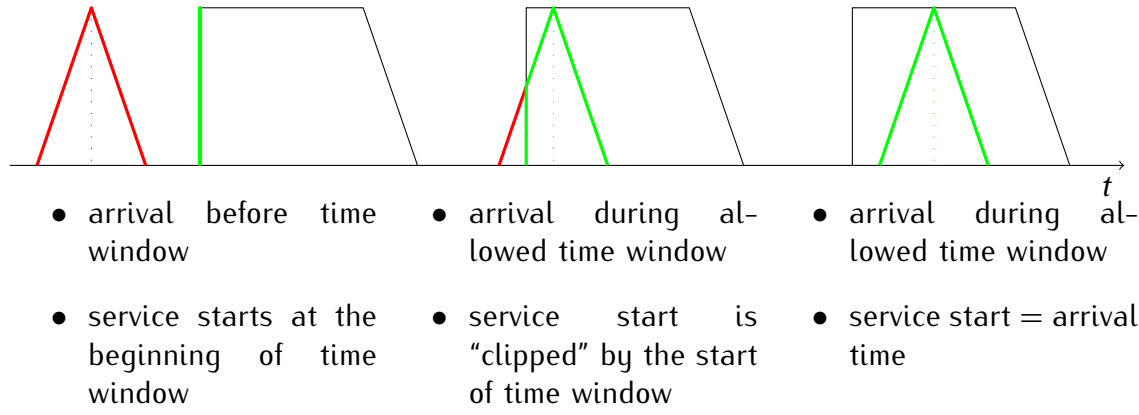 t
• arrival before time
window
• service starts at the
beginning of time
window
• arrival during al-
lowed time window
• service start is
“clipped” by the start
of time window
• arrival during al-
lowed time window
• service start = arrival
time